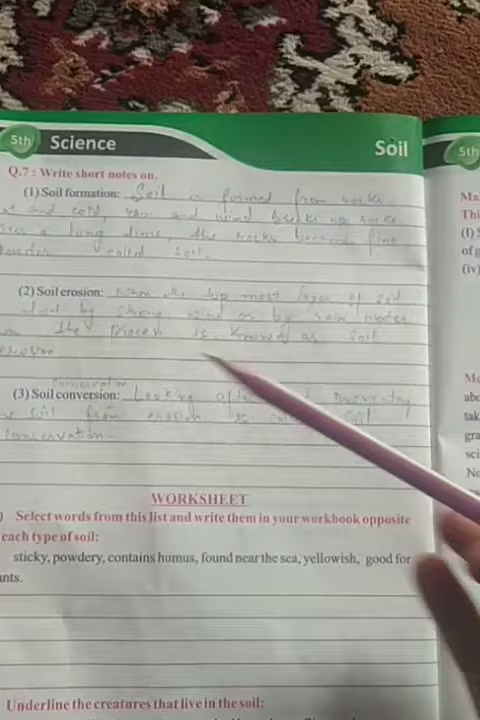 5th Science Soil 5th
Q.7 : Write short notes on.
(1) Soil formation: Soil is formed from rocks.
and cold, rain and wind breaks up rocks
a long time, the rocks become fine
called soil.
(2) Soil erosion: when the top most layer of soil
by strong wind or by rain water
the process is known as soil
erosion
conservation
(3) Soil conversion: Looking after preventing
soil from erosion is soil
conservation.
WORKSHEET
) Select words from this list and write them in your workbook opposite
each type of soil:
sticky, powdery, contains humus, found near the sea, yellowish, good for
nts.
Underline the creatures that live in the soil:
Ma
Thi
(I) S
of g
(iv)
Mo
abo
tak
gra
sci
No